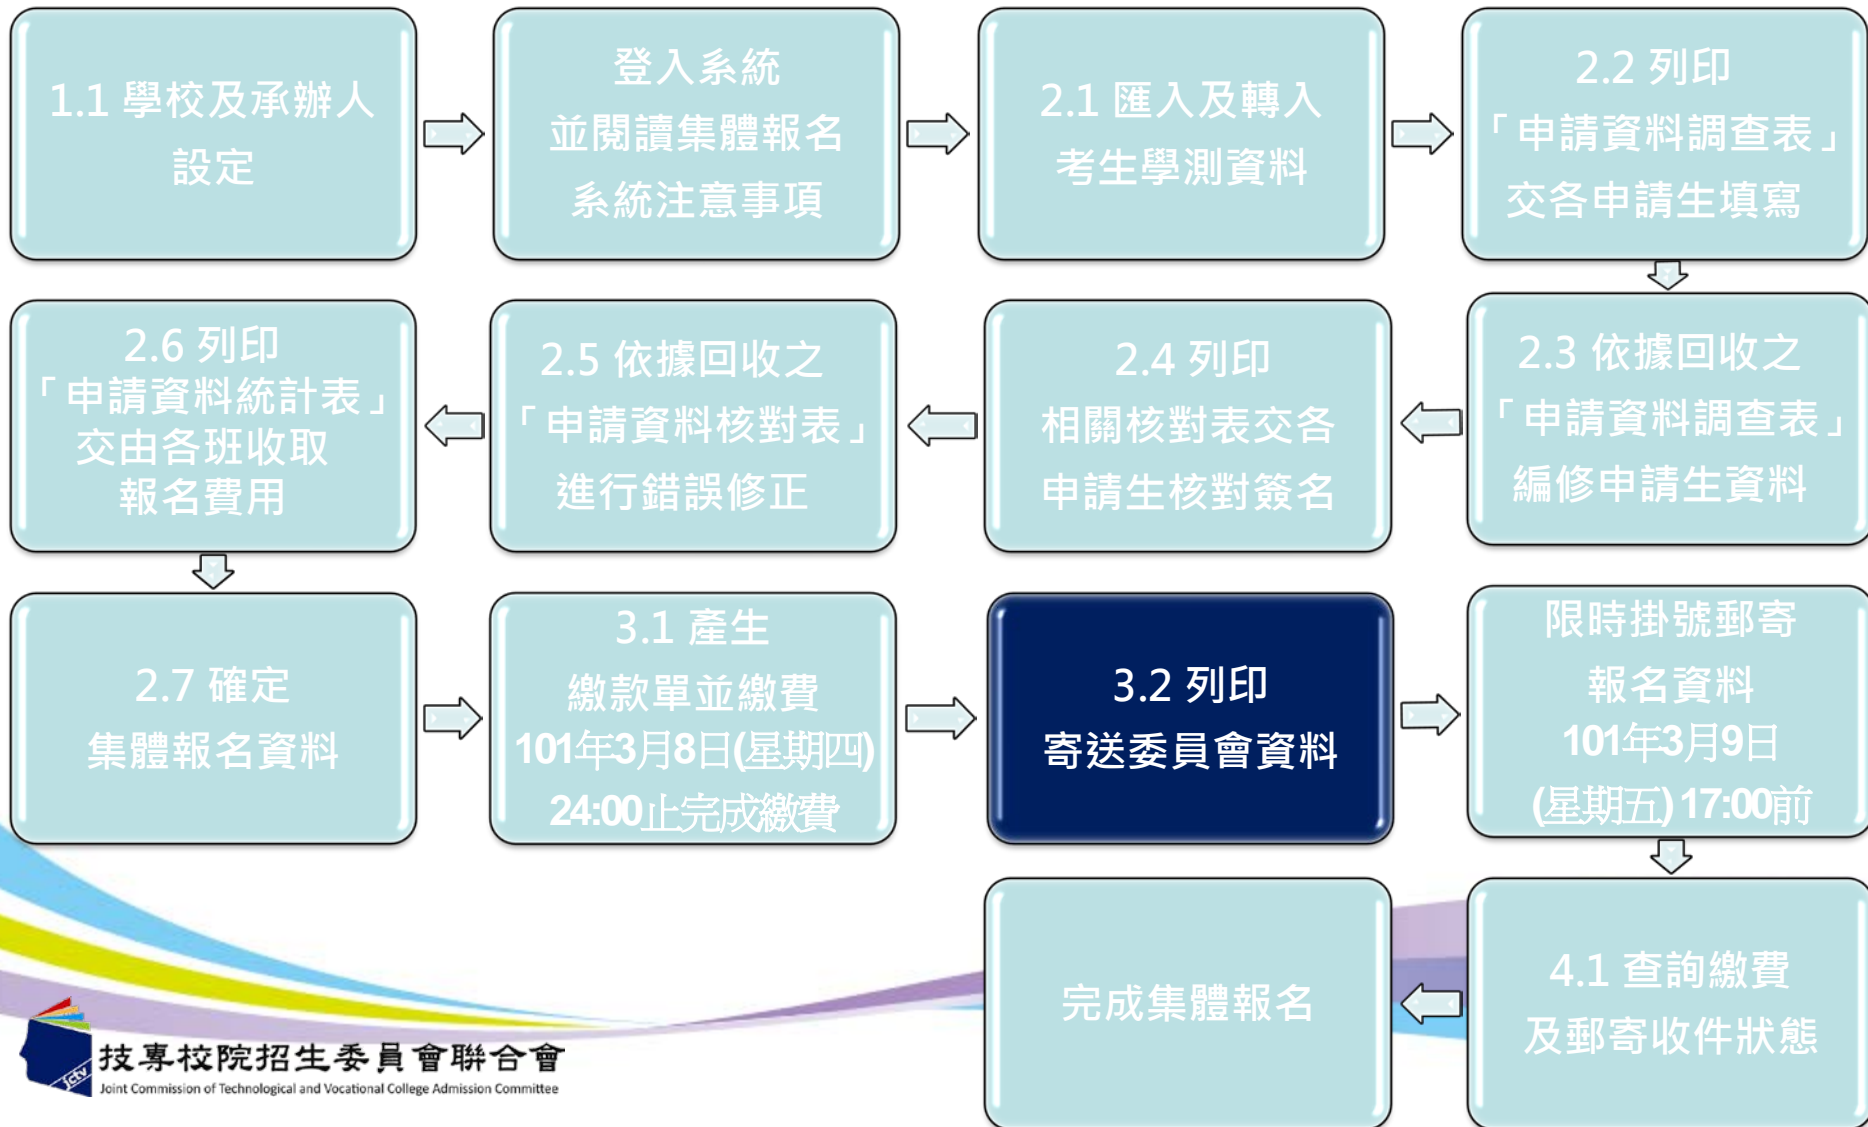 1.1 學校及承辦人
設定
登入系統
並閱讀集體報名
系統注意事項
2.1 匯入及轉入
考生學測資料
2.2 列印
「申請資料調查表」
交各申請生填寫
2.3 依據回收之
「申請資料調查表」
編修申請生資料
2.4 列印
相關核對表交各
申請生核對簽名
2.5 依據回收之
「申請資料核對表」
進行錯誤修正
2.6 列印
「申請資料統計表」
交由各班收取
報名費用
2.7 確定
集體報名資料
3.1 產生
繳款單並繳費
101年3月8日(星期四)
24:00止完成繳費
3.2 列印
寄送委員會資料
限時掛號郵寄
報名資料
101年3月9日
(星期五) 17:00前
4.1 查詢繳費
及郵寄收件狀態
完成集體報名
jctv
技專校院招生委員會聯合會
Joint Commission of Technological and Vocational College Admission Committee